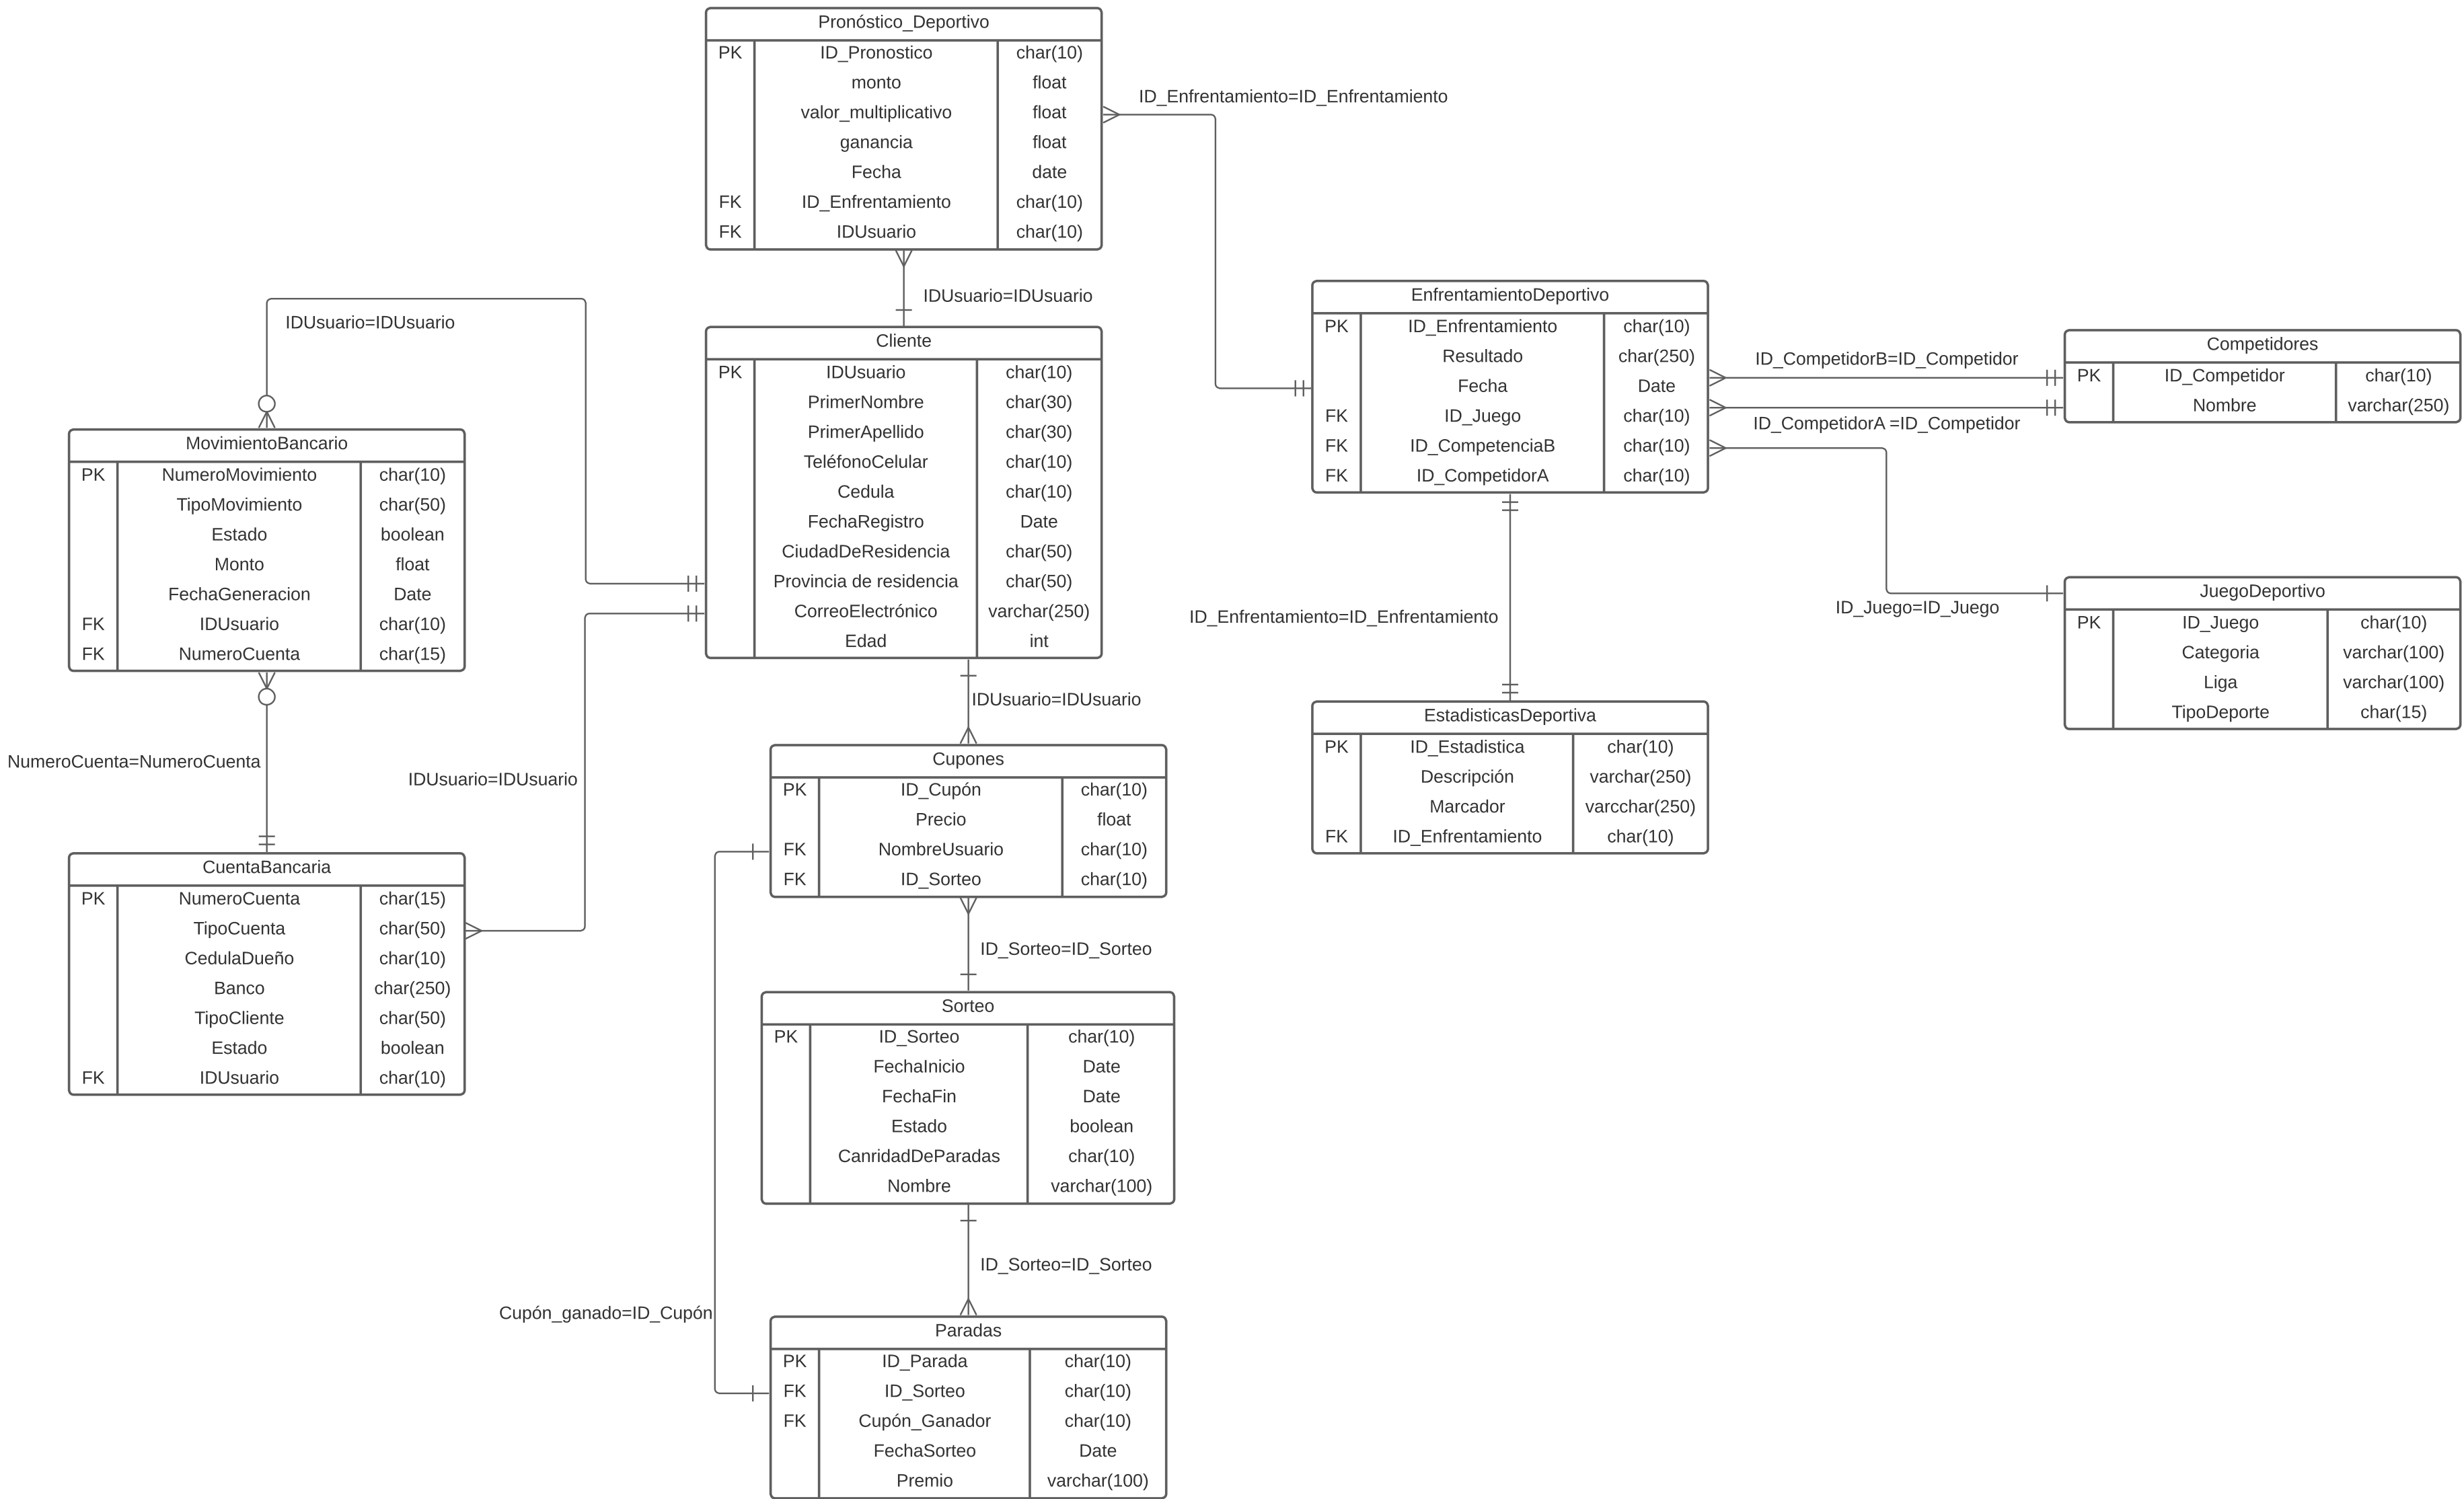 Pronóstico_Deportivo
PK ID_Pronostico char(10)
monto float
valor_multiplicativo float
ganancia float
Fecha date
FK ID_Enfrentamiento char(10)
FK IDUsuario char(10)
ID_Enfrentamiento=ID_Enfrentamiento
IDUsuario=IDUsuario
IDUsuario=IDUsuario
Cliente
PK IDUsuario char(10)
PrimerNombre char(30)
PrimerApellido char(30)
TeléfonoCelular char(10)
Cedula char(10)
FechaRegistro Date
CiudadDeResidencia char(50)
Provincia de residencia char(50)
CorreoElectrónico varchar(250)
Edad int
EnfrentamientoDeportivo
PK ID_Enfrentamiento char(10)
Resultado char(250)
Fecha Date
FK ID_Juego char(10)
FK ID_CompetenciaB char(10)
FK ID_CompetidorA char(10)
ID_CompetidorB=ID_Competidor
ID_CompetidorA =ID_Competidor
Competidores
PK ID_Competidor char(10)
Nombre varchar(250)
MovimientoBancario
PK NumeroMovimiento char(10)
TipoMovimiento char(50)
Estado boolean
Monto float
FechaGeneracion Date
FK IDUsuario char(10)
FK NumeroCuenta char(15)
ID_Enfrentamiento=ID_Enfrentamiento
ID_Juego=ID_Juego
JuegoDeportivo
PK ID_Juego char(10)
Categoria varchar(100)
Liga varchar(100)
TipoDeporte char(15)
IDUsuario=IDUsuario
NumeroCuenta=NumeroCuenta
IDUsuario=IDUsuario
Cupones
PK ID_Cupón char(10)
Precio float
FK NombreUsuario char(10)
FK ID_Sorteo char(10)
EstadisticasDeportiva
PK ID_Estadistica char(10)
Descripción varchar(250)
Marcador varcchar(250)
FK ID_Enfrentamiento char(10)
CuentaBancaria
PK NumeroCuenta char(15)
TipoCuenta char(50)
CedulaDueño char(10)
Banco char(250)
TipoCliente char(50)
Estado boolean
FK IDUsuario char(10)
ID_Sorteo=ID_Sorteo
Sorteo
PK ID_Sorteo char(10)
FechaInicio Date
FechaFin Date
Estado boolean
CanridadDeParadas char(10)
Nombre varchar(100)
ID_Sorteo=ID_Sorteo
Cupón_ganado=ID_Cupón
Paradas
PK ID_Parada char(10)
FK ID_Sorteo char(10)
FK Cupón_Ganador char(10)
FechaSorteo Date
Premio varchar(100)